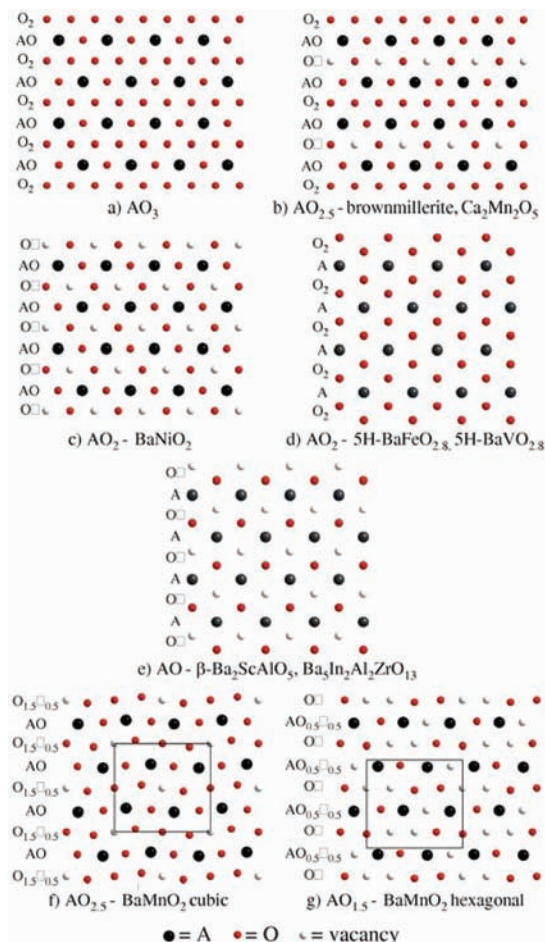 O₂
AO
O₂
AO
O₂
AO
O₂
AO
O₂
a) AO₃
O₂
AO
O□
AO
O₂
AO
O□
AO
O₂
b) AO₂.₅ - brownmillerite, Ca₂Mn₂O₅
O□
AO
O□
AO
O□
AO
O□
AO
O□
c) AO₂ - BaNiO₂
O₂
A
O₂
A
O₂
A
O₂
A
O₂
d) AO₂ - 5H-BaFeO₂.₈, 5H-BaVO₂.₈
O□
A
O□
A
O□
A
O□
A
O□
e) AO - β-Ba₂ScAlO₅, Ba₅In₂Al₂ZrO₁₃
O₁.₅□₀.₅
AO
O₁.₅□₀.₅
AO
O₁.₅□₀.₅
AO
O₁.₅□₀.₅
AO
O₁.₅□₀.₅
f) AO₂.₅ - BaMnO₂ cubic
O□
AO₀.₅□₀.₅
O□
AO₀.₅□₀.₅
O□
AO₀.₅□₀.₅
O□
AO₀.₅□₀.₅
O□
g) AO₁.₅ - BaMnO₂ hexagonal
= A = O = vacancy